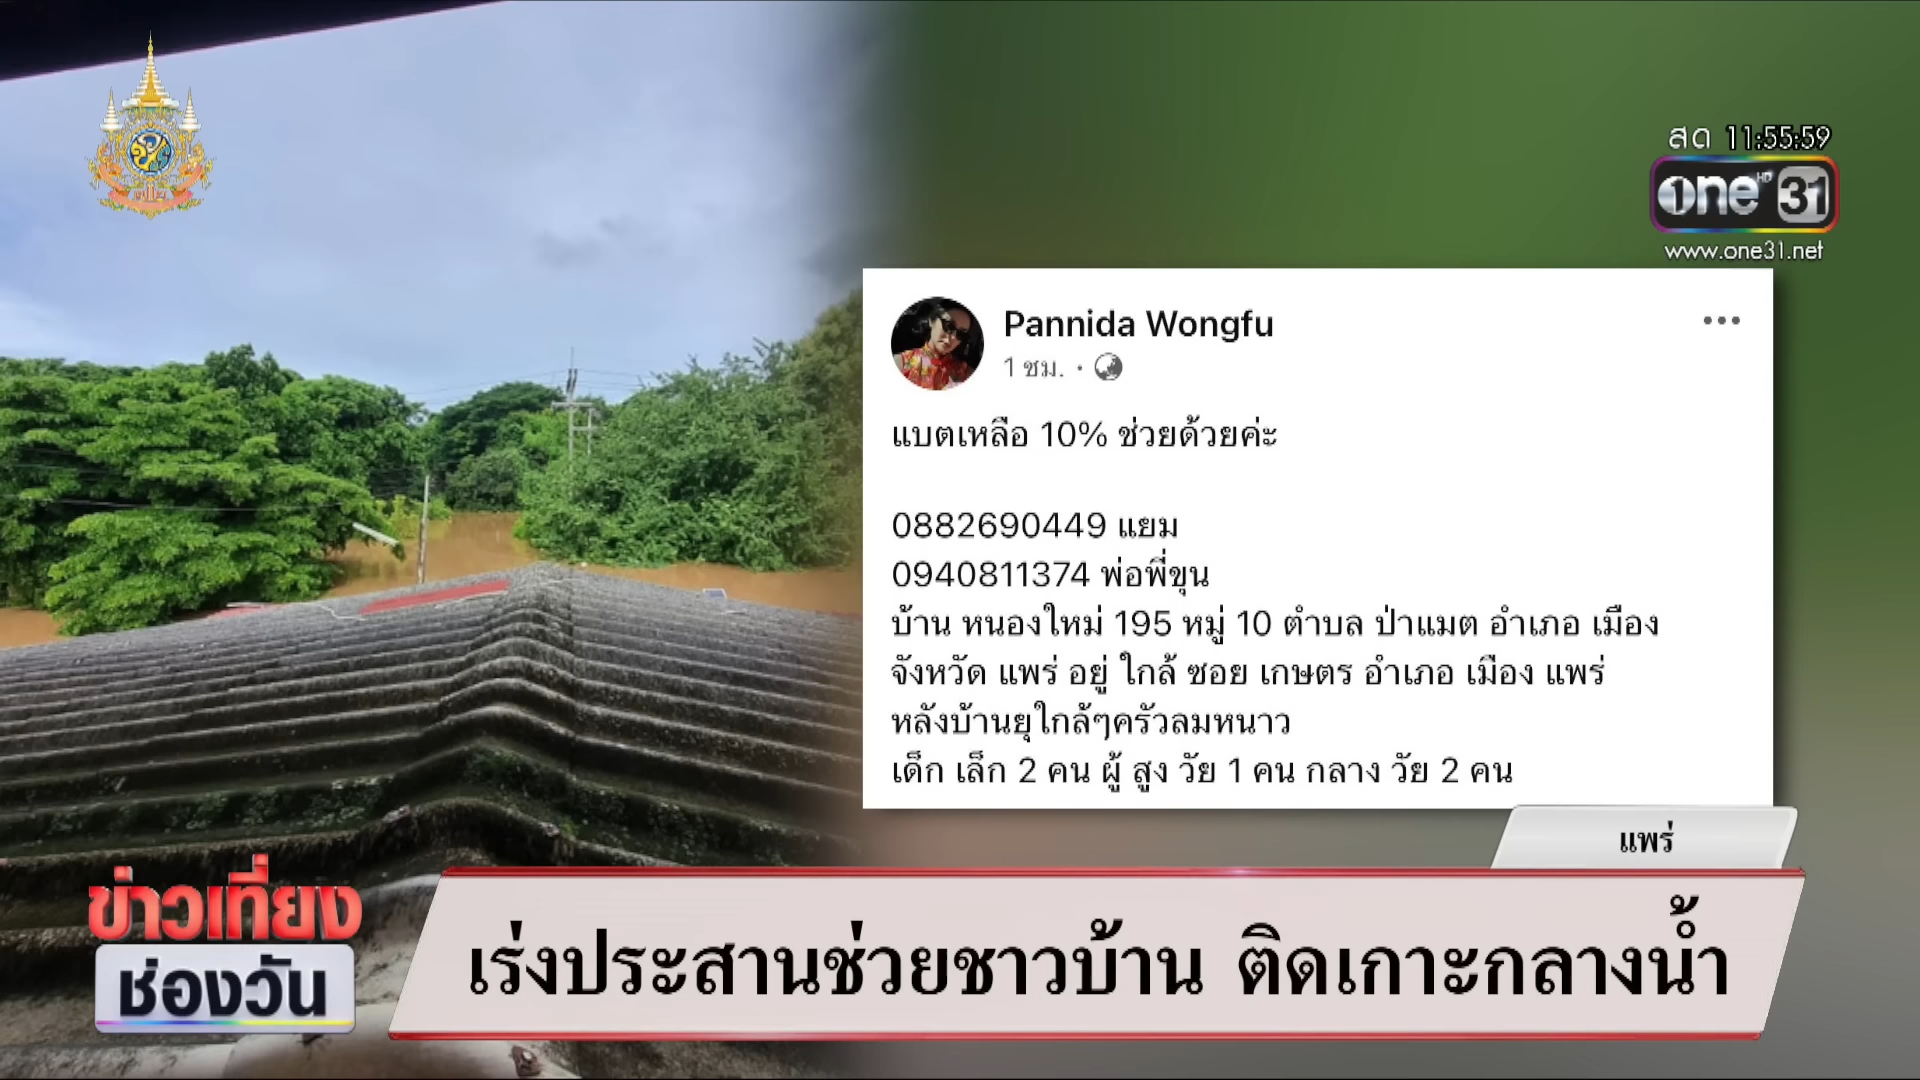 สด 11:55:59
one HD 31
www.one31.net
Pannida Wongfu
1 ชม.
แบตเหลือ 10% ช่วยด้วยค่ะ
0882690449 แยม
0940811374 พ่อพี่ขุน
บ้าน หนองใหม่ 195 หมู่ 10 ตำบล ป่าแมต อำเภอ เมือง
จังหวัด แพร่ อยู่ ใกล้ ซอย เกษตร อำเภอ เมือง แพร่
หลังบ้านยุใกล้ๆครัวลมหนาว
เด็ก เล็ก 2 คน ผู้ สูง วัย 1 คน กลาง วัย 2 คน
แพร่
ข่าวเที่ยง
ช่องวัน
เร่งประสานช่วยชาวบ้าน ติดเกาะกลางน้ำ